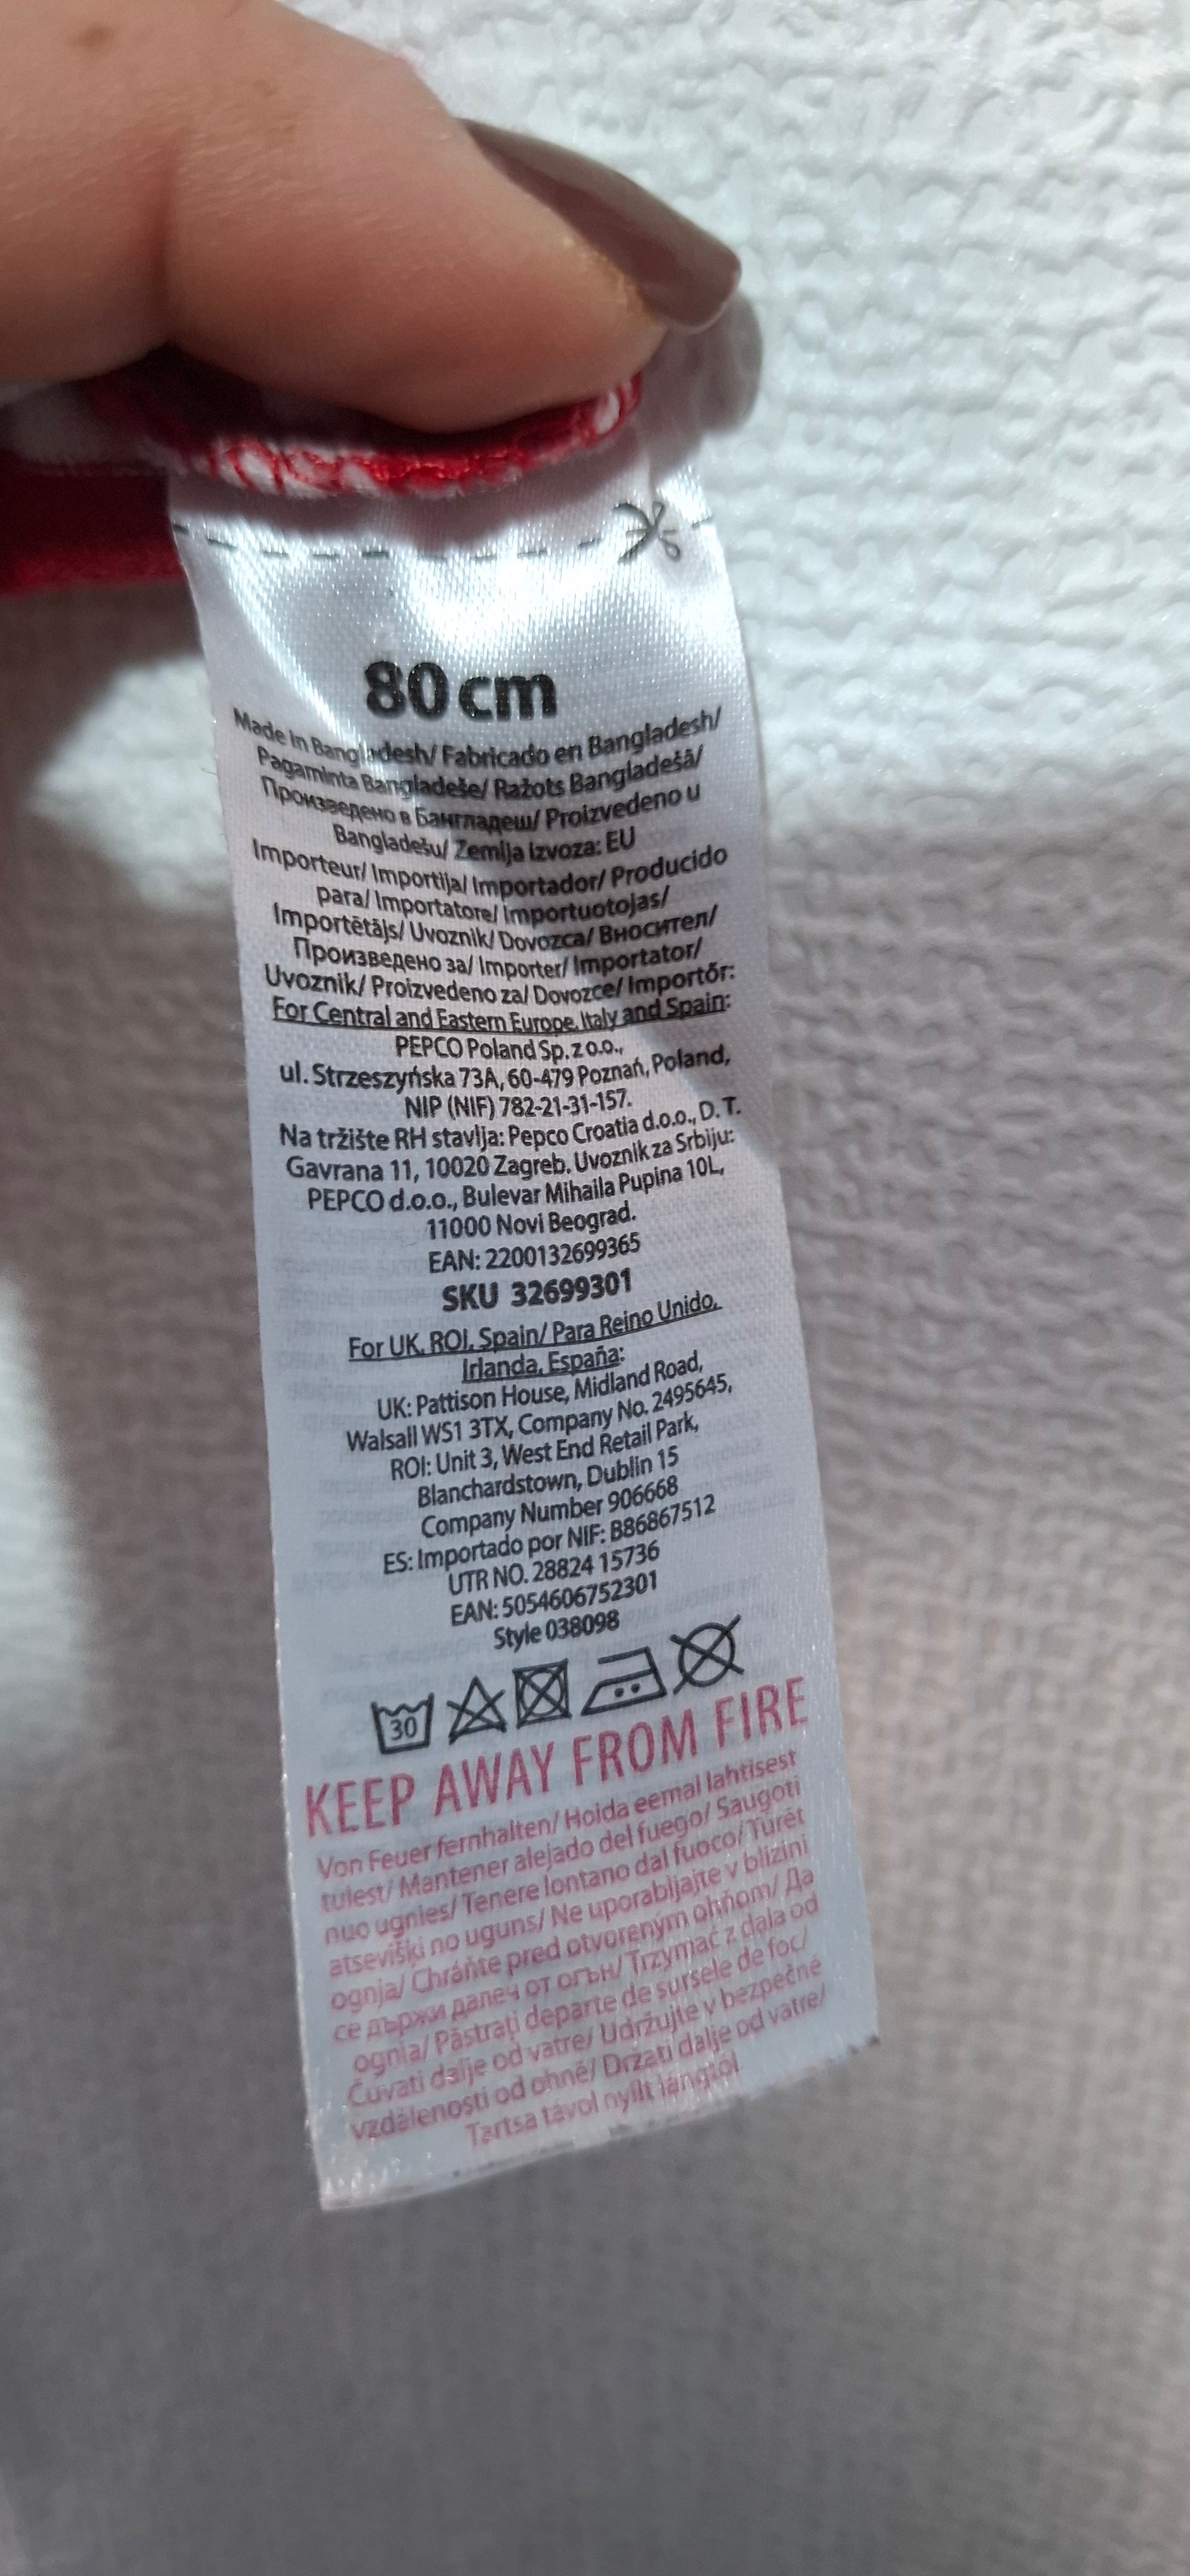 80 cm
Made in Bangladesh/ Fabricado en Bangladesh/
Pagaminta Bangladeše/ Ražots Bangladešā/
Произведено в Бангладеш/ Proizvedeno u
Bangladešu/ Zemlja izvoza: EU
Importeur/ Importija/ Importador/ Producido
para/ Importatore/ Importuotojas/
Importētājs/ Uvoznik/ Dovozca/ Вносител/
Произведено за/ Importer/ Importator/
Uvoznik/ Proizvedeno za/ Dovozce/ Importőr:
For Central and Eastern Europe, Italy and Spain:
PEPCO Poland Sp. z o.o.,
ul. Strzeszyńska 73A, 60-479 Poznań, Poland,
NIP (NIF) 782-21-31-157.
Na tržište RH stavlja: Pepco Croatia d.o.o., D. T.
Gavrana 11, 10020 Zagreb. Uvoznik za Srbiju:
PEPCO d.o.o., Bulevar Mihaila Pupina 10L,
11000 Novi Beograd.
EAN: 2200132699365
SKU 32699301
For UK, ROI, Spain/ Para Reino Unido,
Irlanda, España:
UK: Pattison House, Midland Road,
Walsall WS1 3TX, Company No. 2495645,
ROI: Unit 3, West End Retail Park,
Blanchardstown, Dublin 15
Company Number 906668
ES: Importado por NIF: B86867512
UTR NO. 28824 15736
EAN: 5054606752301
Style 038098
30
KEEP AWAY FROM FIRE
Von Feuer fernhalten/ Hoida eemal lahtisest
tulest/ Mantener alejado del fuego/ Saugoti
nuo ugnies/ Tenere lontano dal fuoco/ Turēt
atsevišķi no uguns/ Ne uporabljajte v bližini
ognja/ Chráňte pred otvoreným ohňom/ Да
се държи далеч от огън/ Trzymać z dala od
ognia/ Păstrați departe de sursele de foc/
Čuvati dalje od vatre/ Udržujte v bezpečné
vzdálenosti od ohně/ Držati dalje od vatre/
Tartsa távol nyílt lángtól